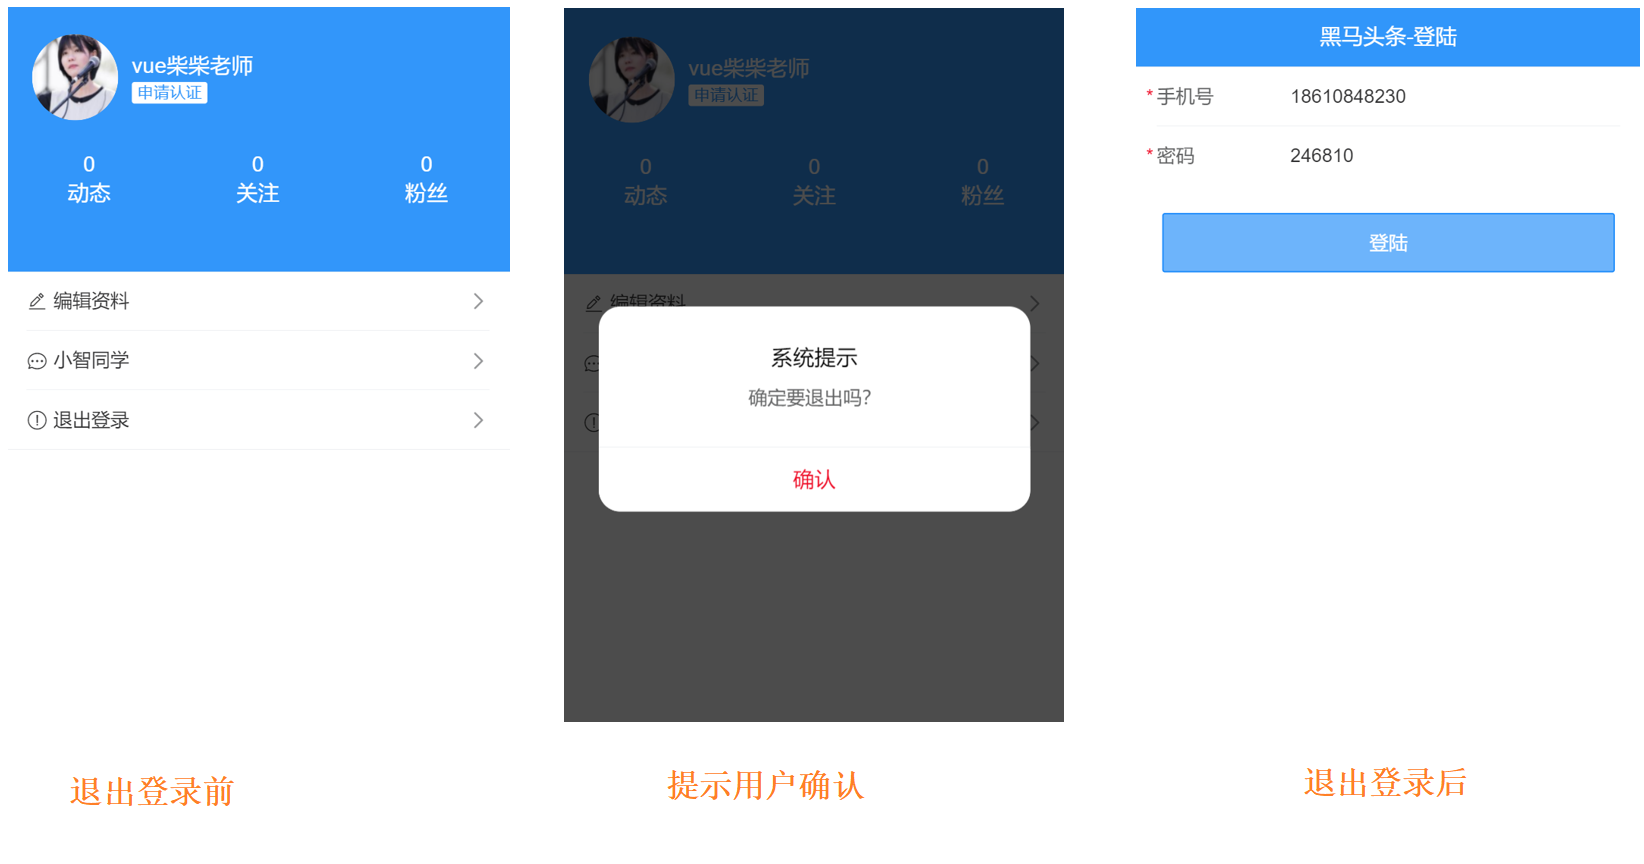 vue柴柴老师
申请认证
0
动态
0
关注
0
粉丝
编辑资料
小智同学
退出登录
退出登录前
vue柴柴老师
申请认证
0
动态
0
关注
0
粉丝
编辑资料
系统提示
确定要退出吗?
确认
提示用户确认
黑马头条-登陆
*手机号 18610848230
*密码 246810
登陆
退出登录后